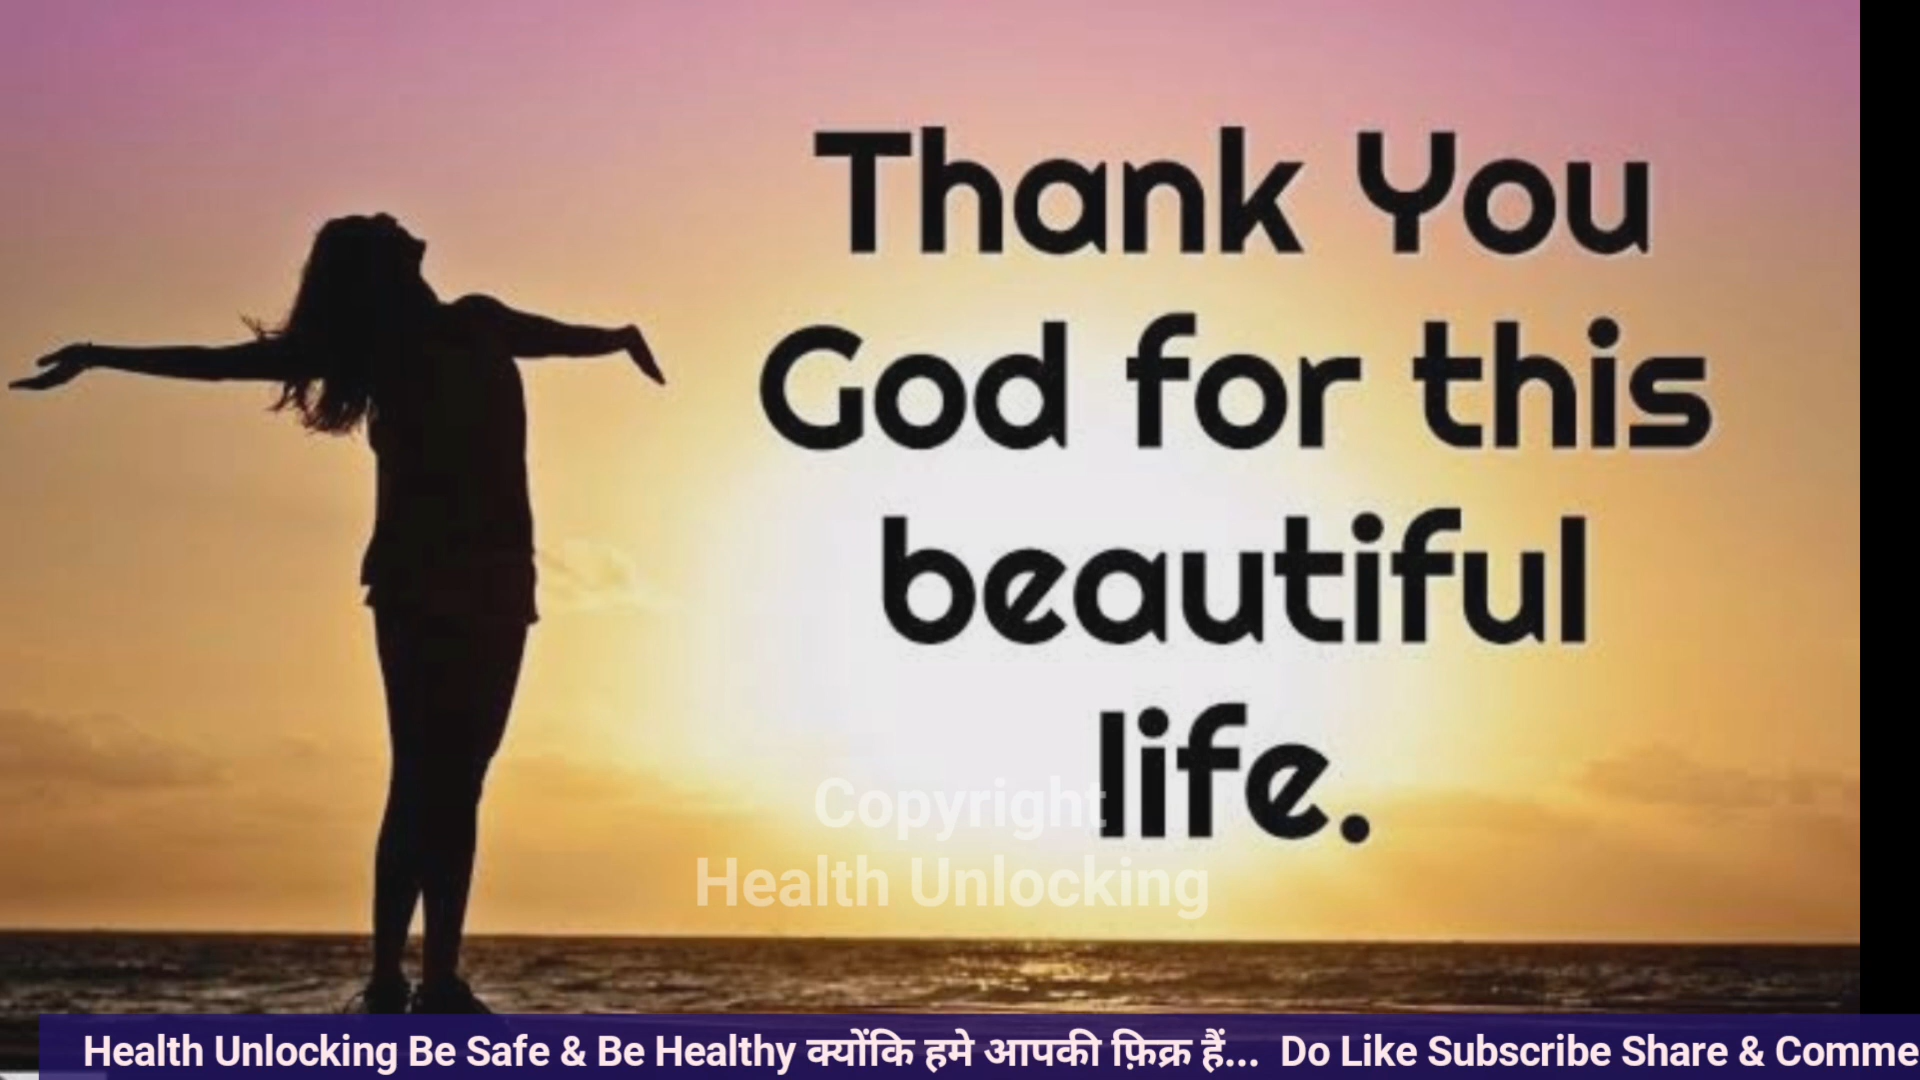 Thank You
God for this
beautiful
life.
Copyright
Health Unlocking
Health Unlocking Be Safe & Be Healthy क्योंकि हमे आपकी फ़िक्र हैं... Do Like Subscribe Share & Comme